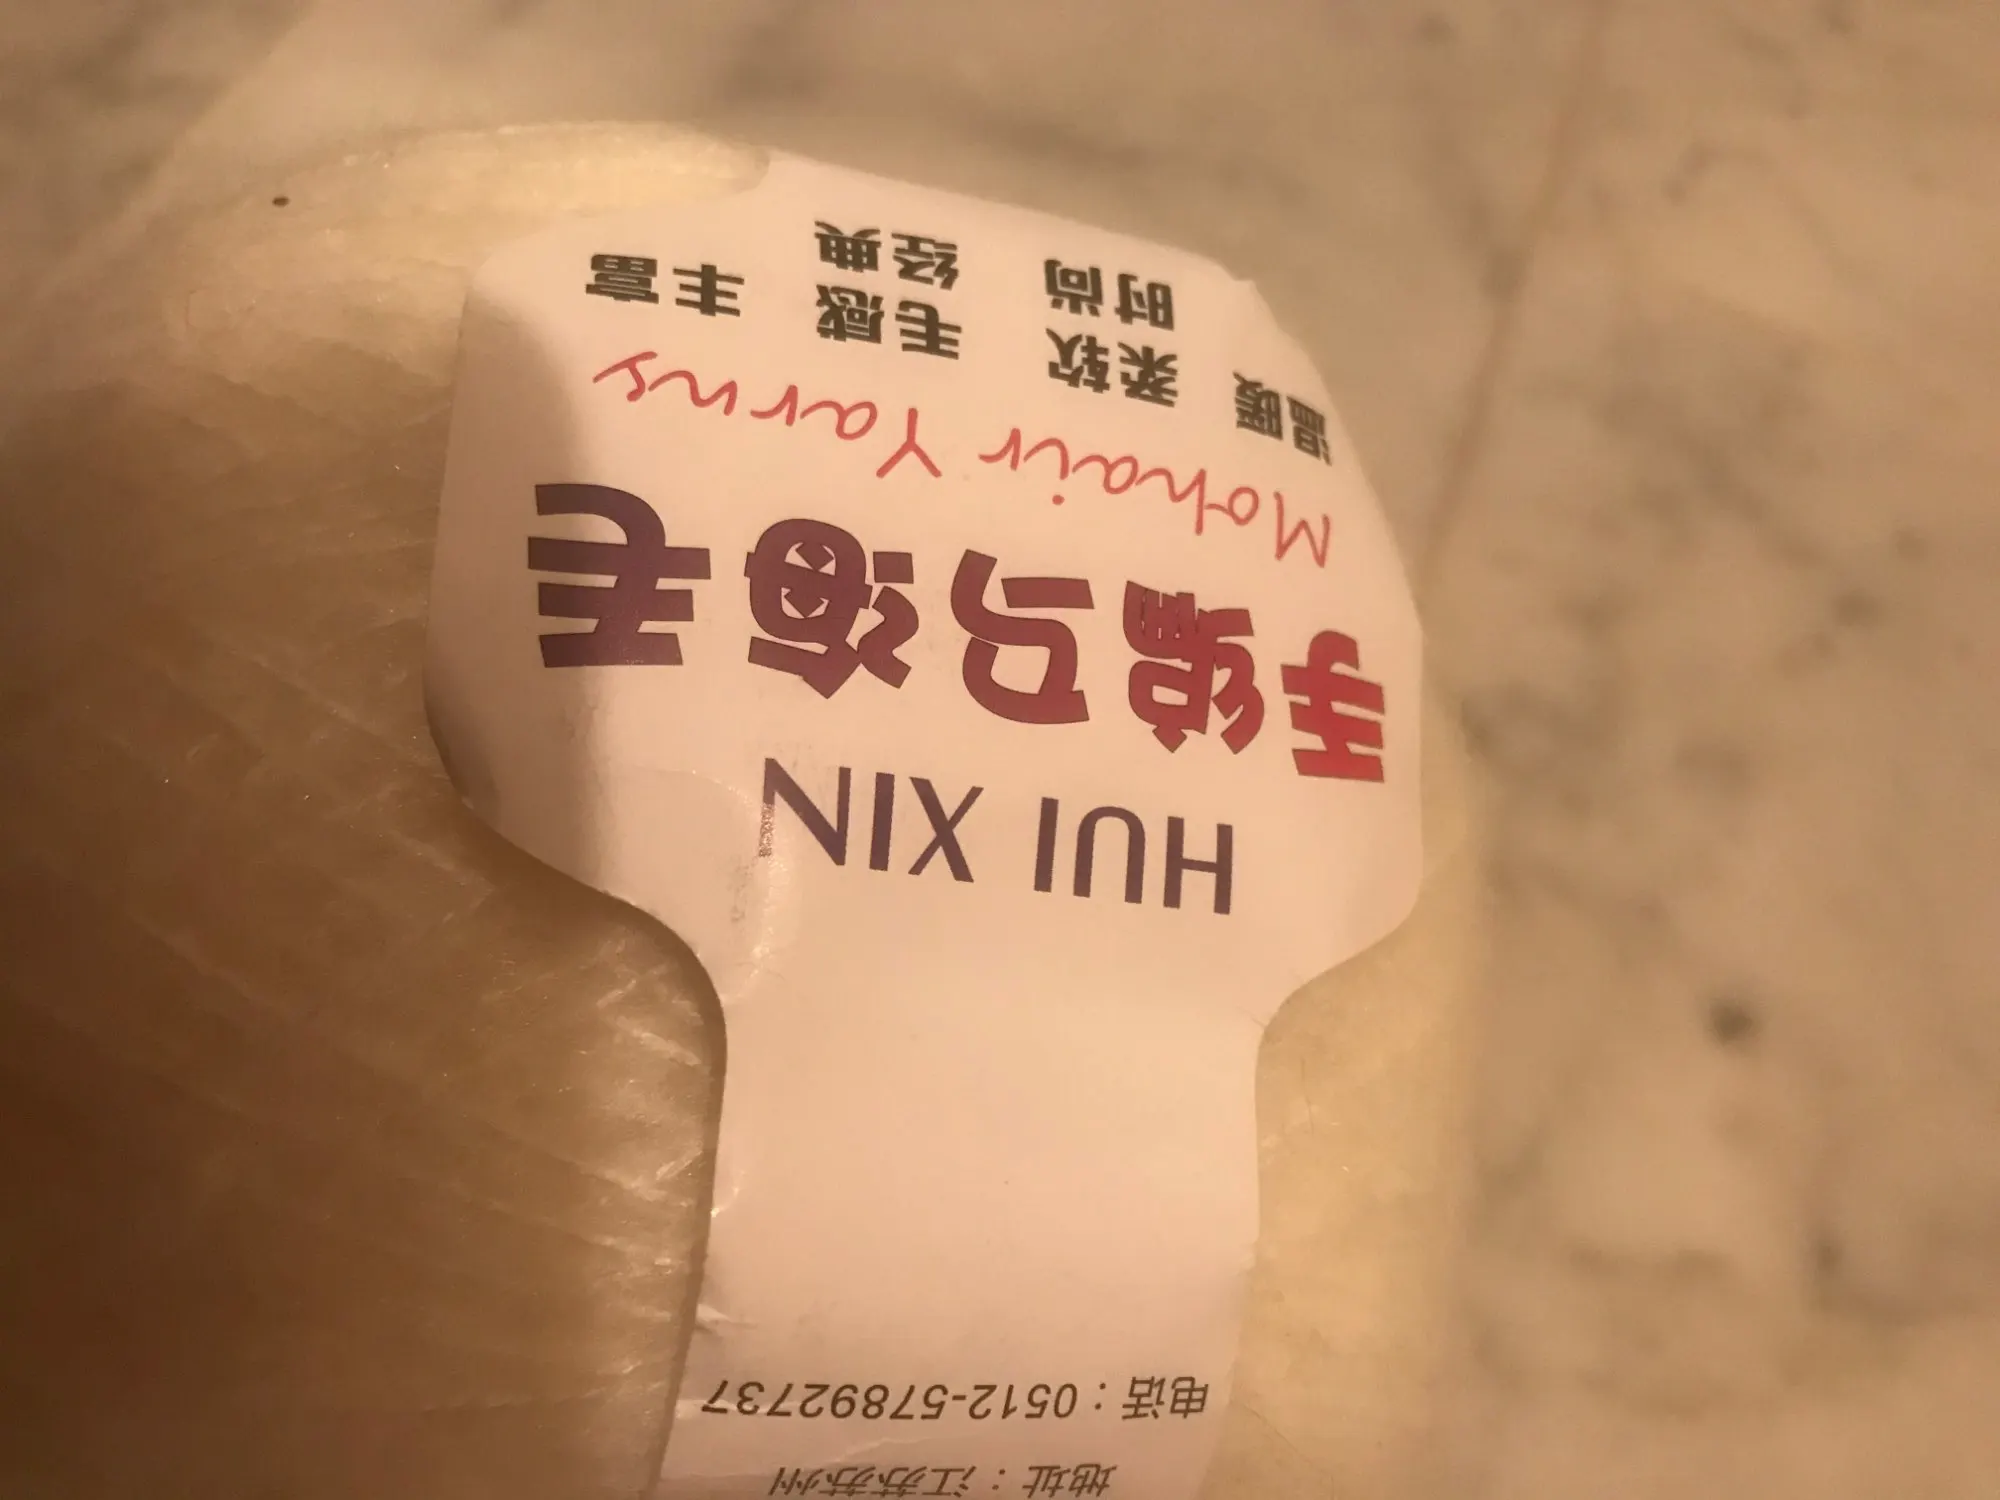 地址：江苏苏州
电话：0512-57892737
HUI XIN
手编马海毛
Mohair Yarns
温暖 柔软 毛感 丰富
时尚 经典